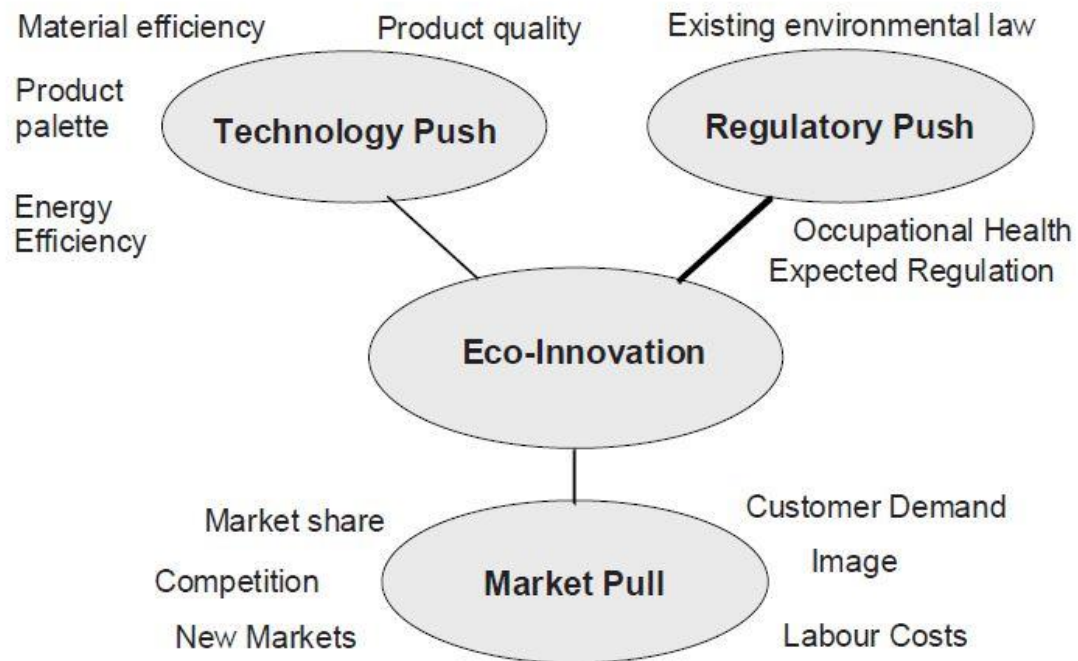 Material efficiency
Product quality
Existing environmental law
Product
palette
Technology Push
Regulatory Push
Energy
Efficiency
Occupational Health
Expected Regulation
Eco-Innovation
Market share
Customer Demand
Competition
Market Pull
Image
New Markets
Labour Costs